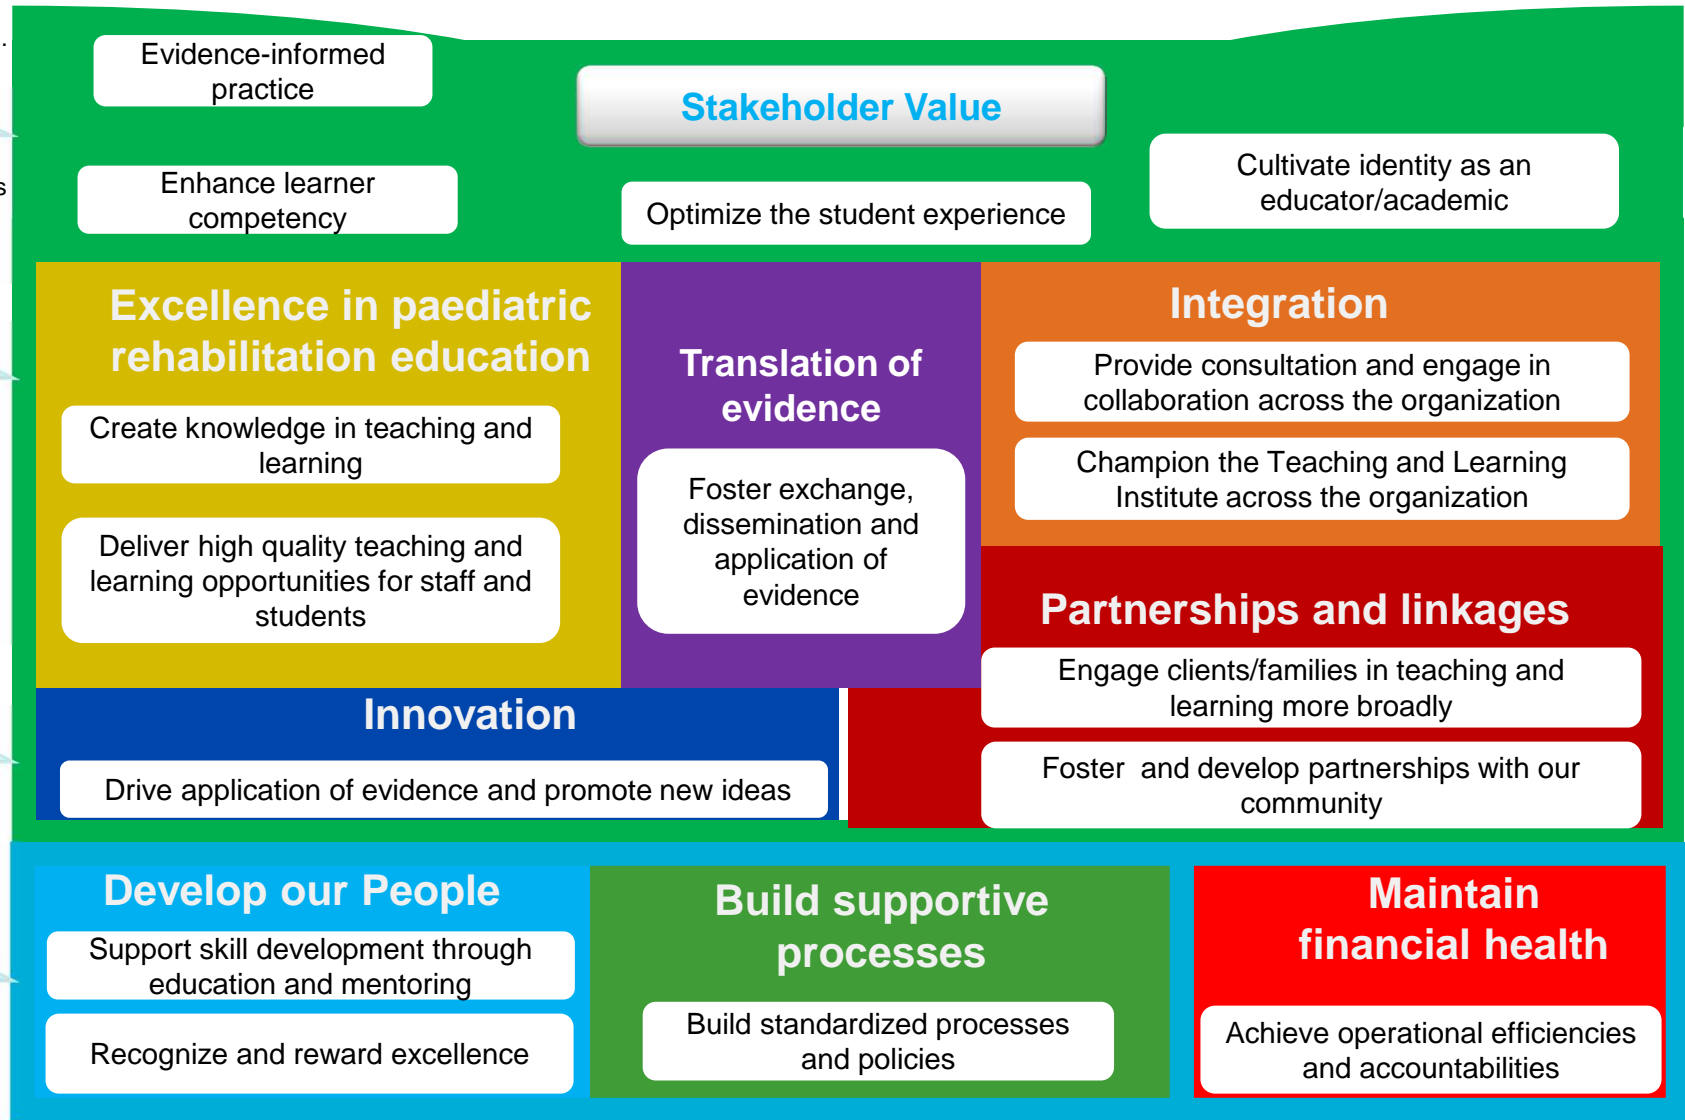 Evidence-informed
practice
Stakeholder Value
Enhance learner
competency
Optimize the student experience
Cultivate identity as an
educator/academic
Excellence in paediatric
rehabilitation education
Create knowledge in teaching and
learning
Deliver high quality teaching and
learning opportunities for staff and
students
Translation of
evidence
Foster exchange,
dissemination and
application of
evidence
Integration
Provide consultation and engage in
collaboration across the organization
Champion the Teaching and Learning
Institute across the organization
Partnerships and linkages
Engage clients/families in teaching and
learning more broadly
Foster  and develop partnerships with our
community
Innovation
Drive application of evidence and promote new ideas
Develop our People
Support skill development through
education and mentoring
Recognize and reward excellence
Build supportive
processes
Build standardized processes
and policies
Maintain
financial health
Achieve operational efficiencies
and accountabilities